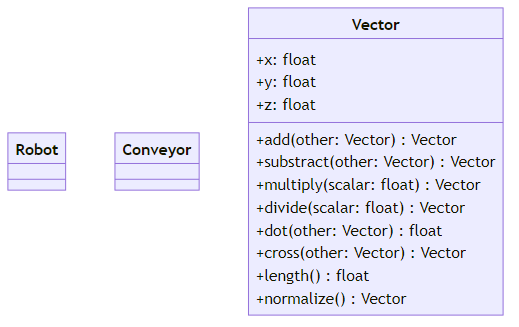 Robot
Conveyor
Vector
+x: float
+y: float
+z: float
+add(other: Vector) : Vector
+substract(other: Vector) : Vector
+multiply(scalar: float) : Vector
+divide(scalar: float) : Vector
+dot(other: Vector) : float
+cross(other: Vector) : Vector
+length() : float
+normalize() : Vector